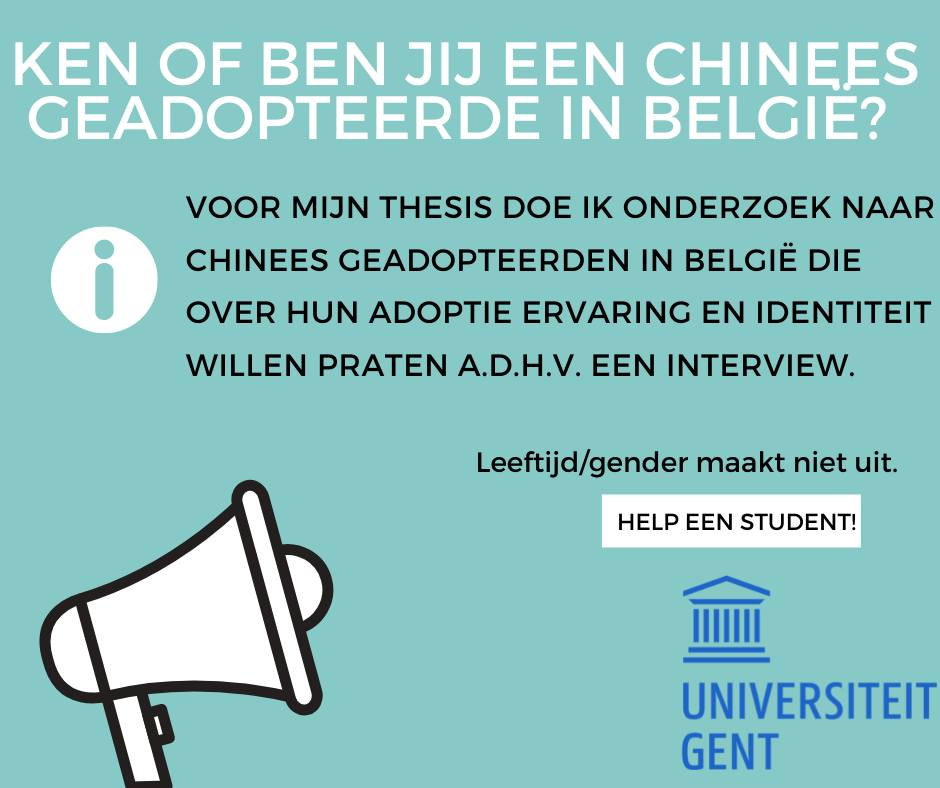 KEN OF BEN JIJ EEN CHINEES
GEADOPTEERDE IN BELGIË?
VOOR MIJN THESIS DOE IK ONDERZOEK NAAR
CHINEES GEADOPTEERDEN IN BELGIË DIE
OVER HUN ADOPTIE ERVARING EN IDENTITEIT
WILLEN PRATEN A.D.H.V. EEN INTERVIEW.
Leeftijd/gender maakt niet uit.
HELP EEN STUDENT!
UNIVERSITEIT
GENT